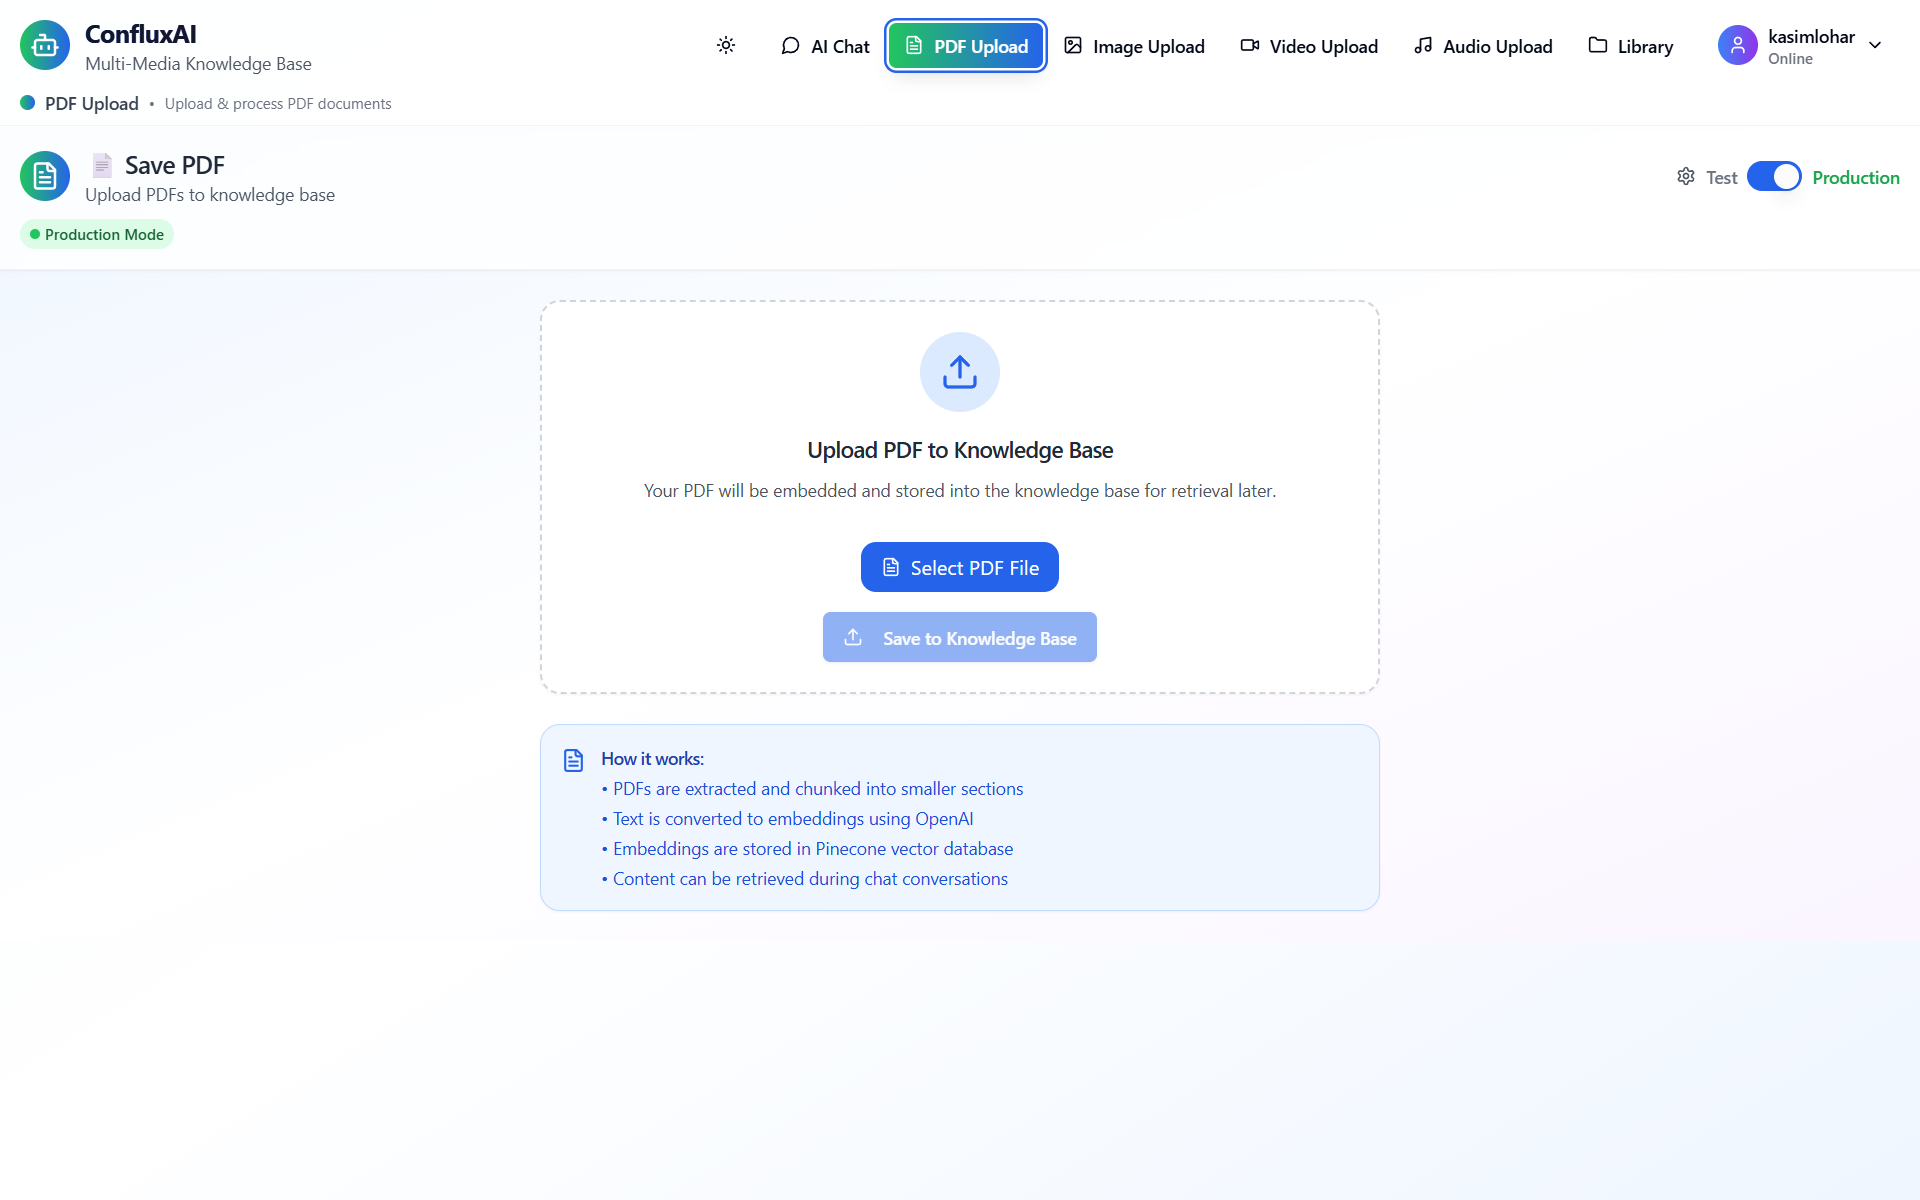 ConfluxAI
Multi-Media Knowledge Base
AI Chat
PDF Upload
Image Upload
Video Upload
Audio Upload
Library
kasimlohar
Online
PDF Upload • Upload & process PDF documents
Save PDF
Upload PDFs to knowledge base
Production Mode
Test
Production
Upload PDF to Knowledge Base
Your PDF will be embedded and stored into the knowledge base for retrieval later.
Select PDF File
Save to Knowledge Base
How it works:
• PDFs are extracted and chunked into smaller sections
• Text is converted to embeddings using OpenAI
• Embeddings are stored in Pinecone vector database
• Content can be retrieved during chat conversations